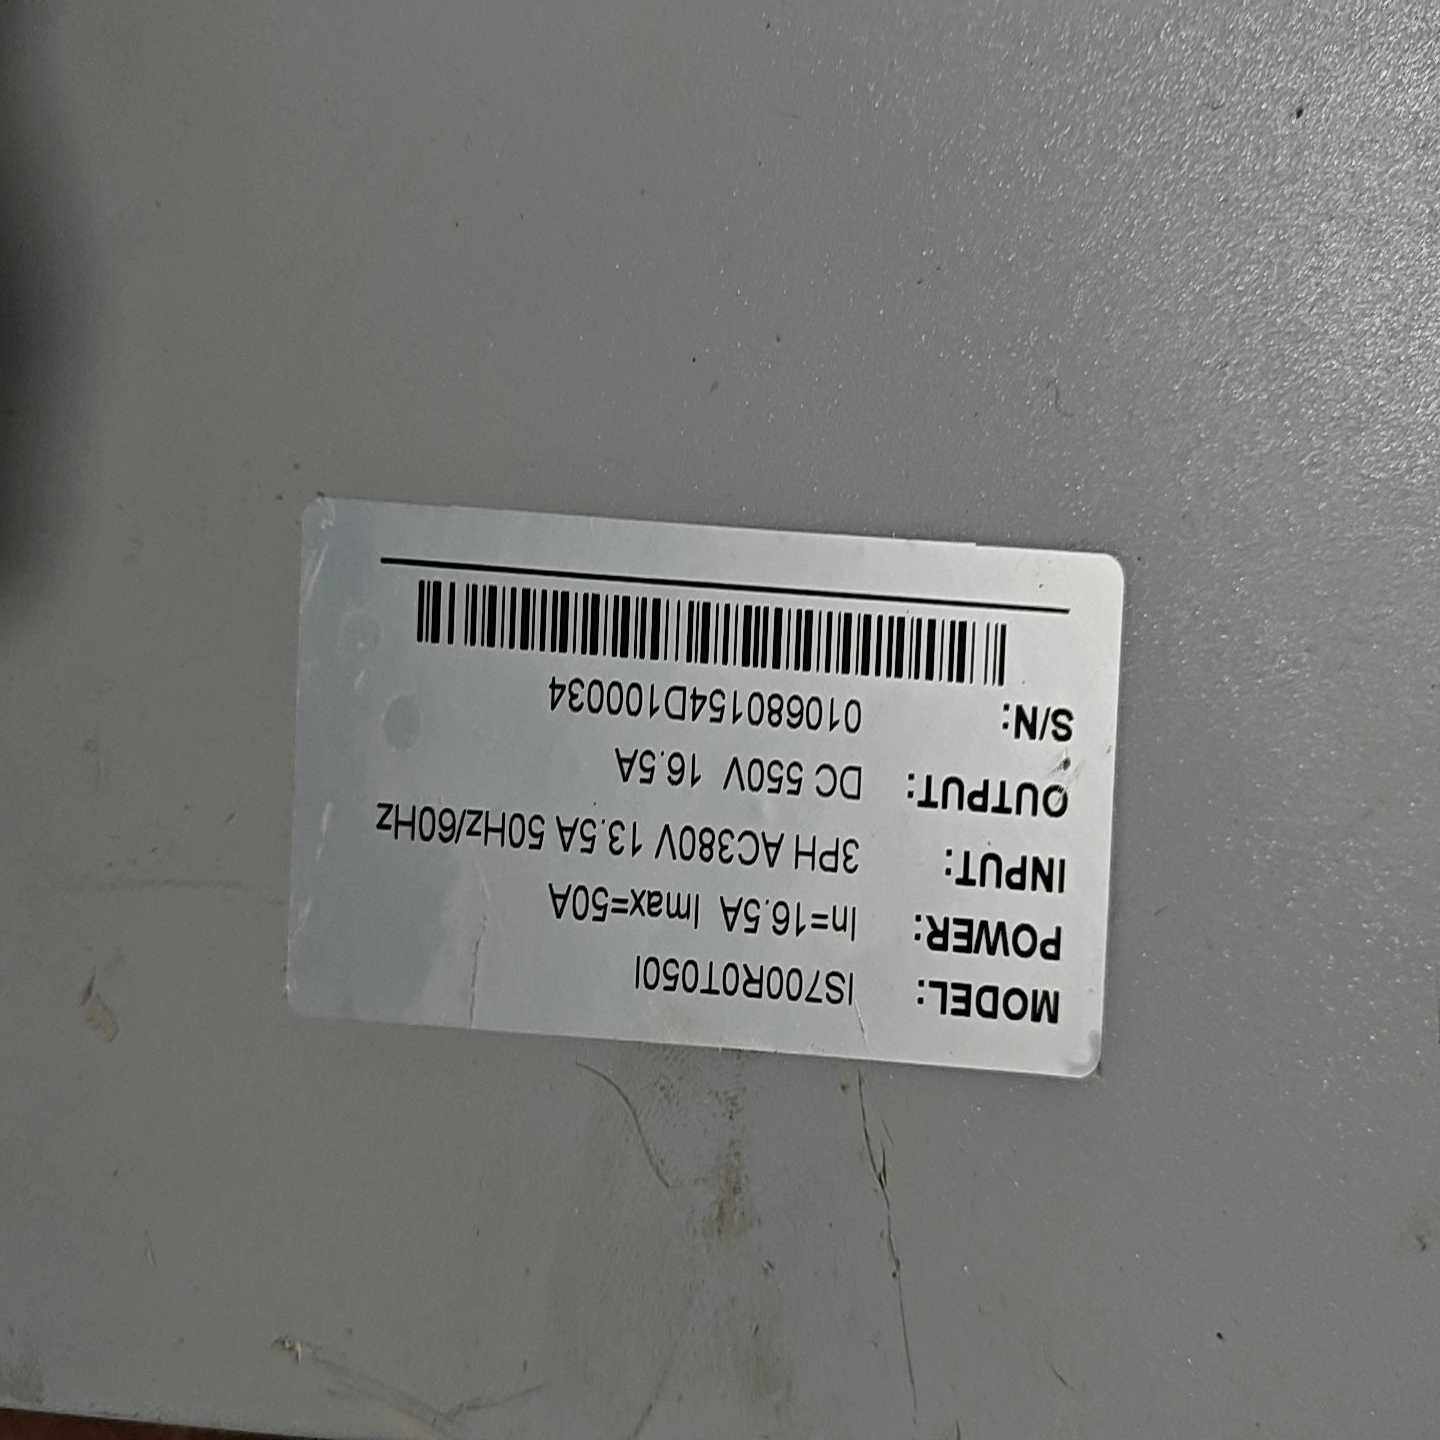 MODEL: IS700R0T050I
POWER: In=16.5A Imax=50A
INPUT: 3PH AC380V 13.5A 50Hz/60Hz
OUTPUT: DC 550V 16.5A
S/N: 010680154D100034